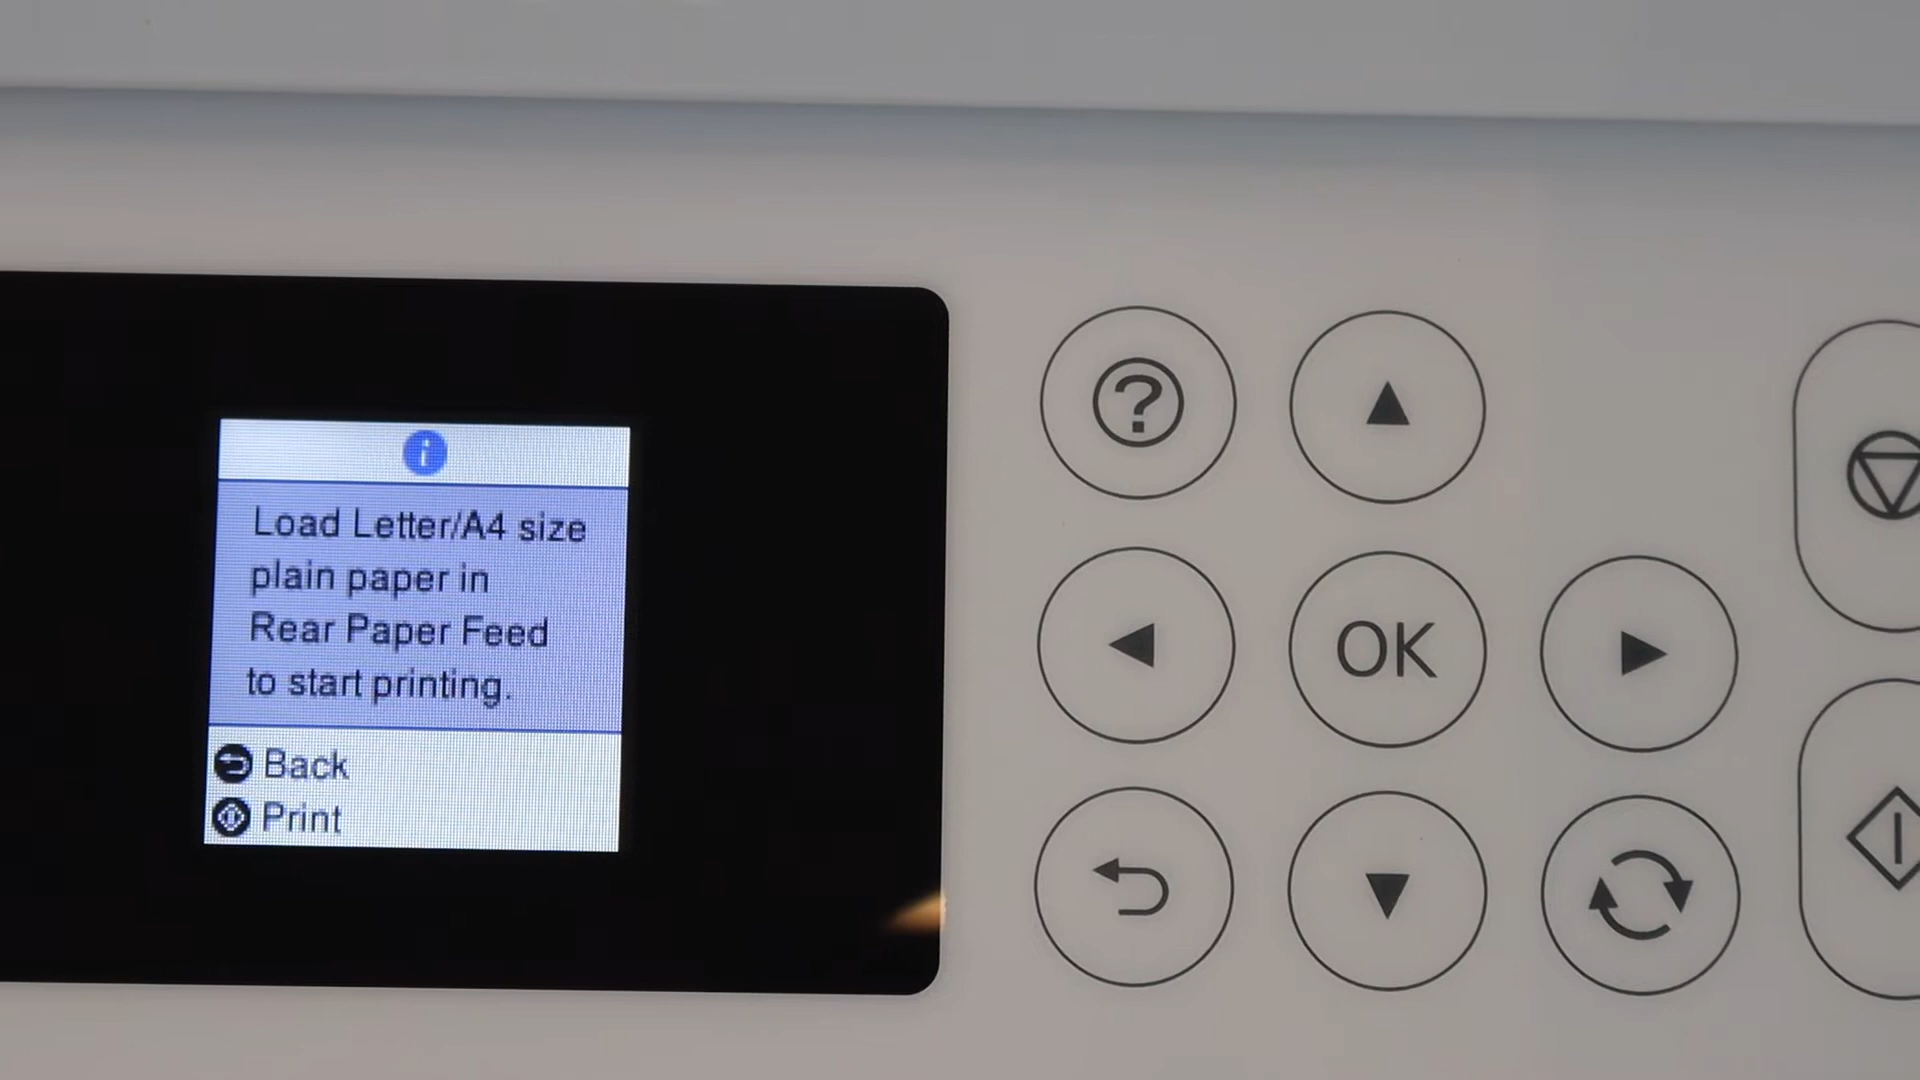 i
Load Letter/A4 size
plain paper in
Rear Paper Feed
to start printing.
Back
Print
?
OK